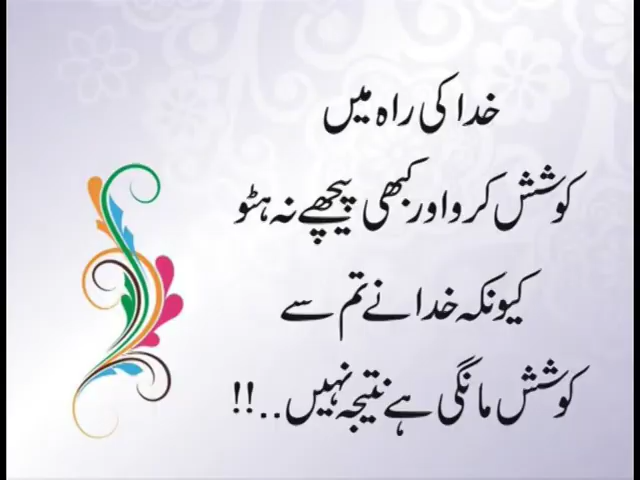 خدا کی راہ میں
کوشش کرو اور کبھی پیچھے نہ ہٹو
کیونکہ خدا نے تم سے
کوشش مانگی ہے نتیجہ نہیں..!!